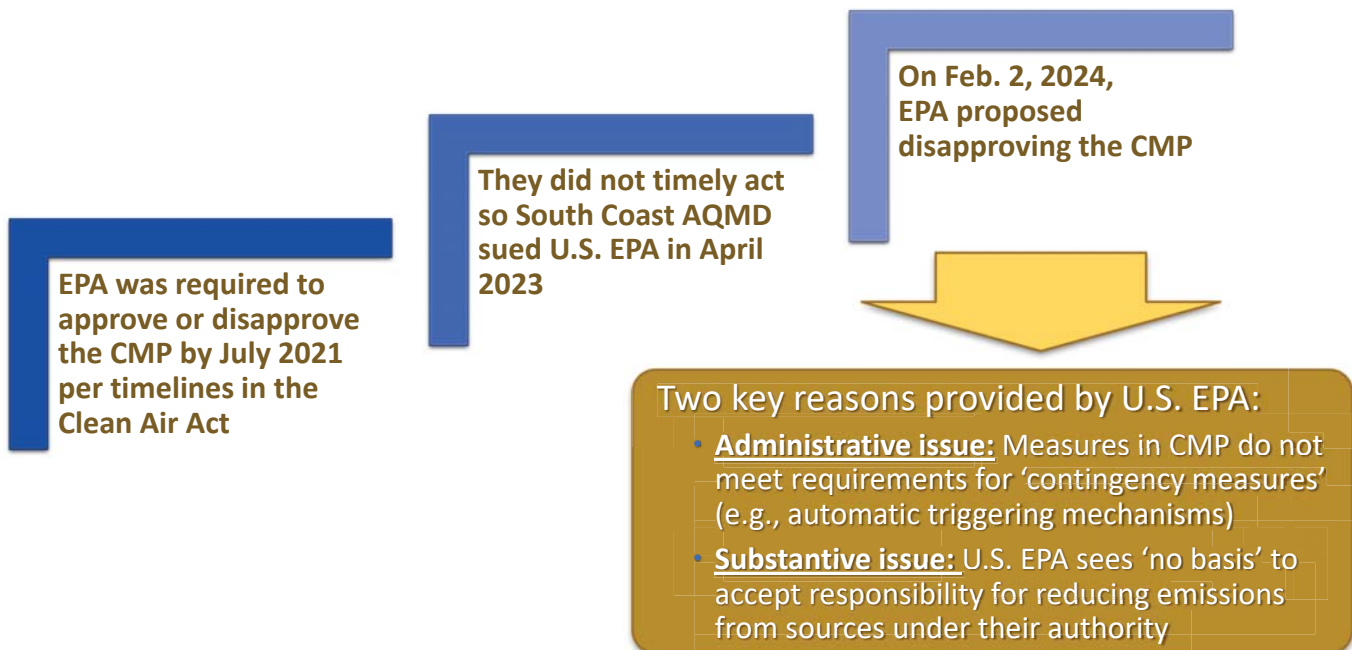 EPA was required to
approve or disapprove
the CMP by July 2021
per timelines in the
Clean Air Act
They did not timely act
so South Coast AQMD
sued U.S. EPA in April
2023
On Feb. 2, 2024,
EPA proposed
disapproving the CMP
Two key reasons provided by U.S. EPA:
• Administrative issue: Measures in CMP do not
meet requirements for ‘contingency measures’
(e.g., automatic triggering mechanisms)
• Substantive issue: U.S. EPA sees ‘no basis’ to
accept responsibility for reducing emissions
from sources under their authority